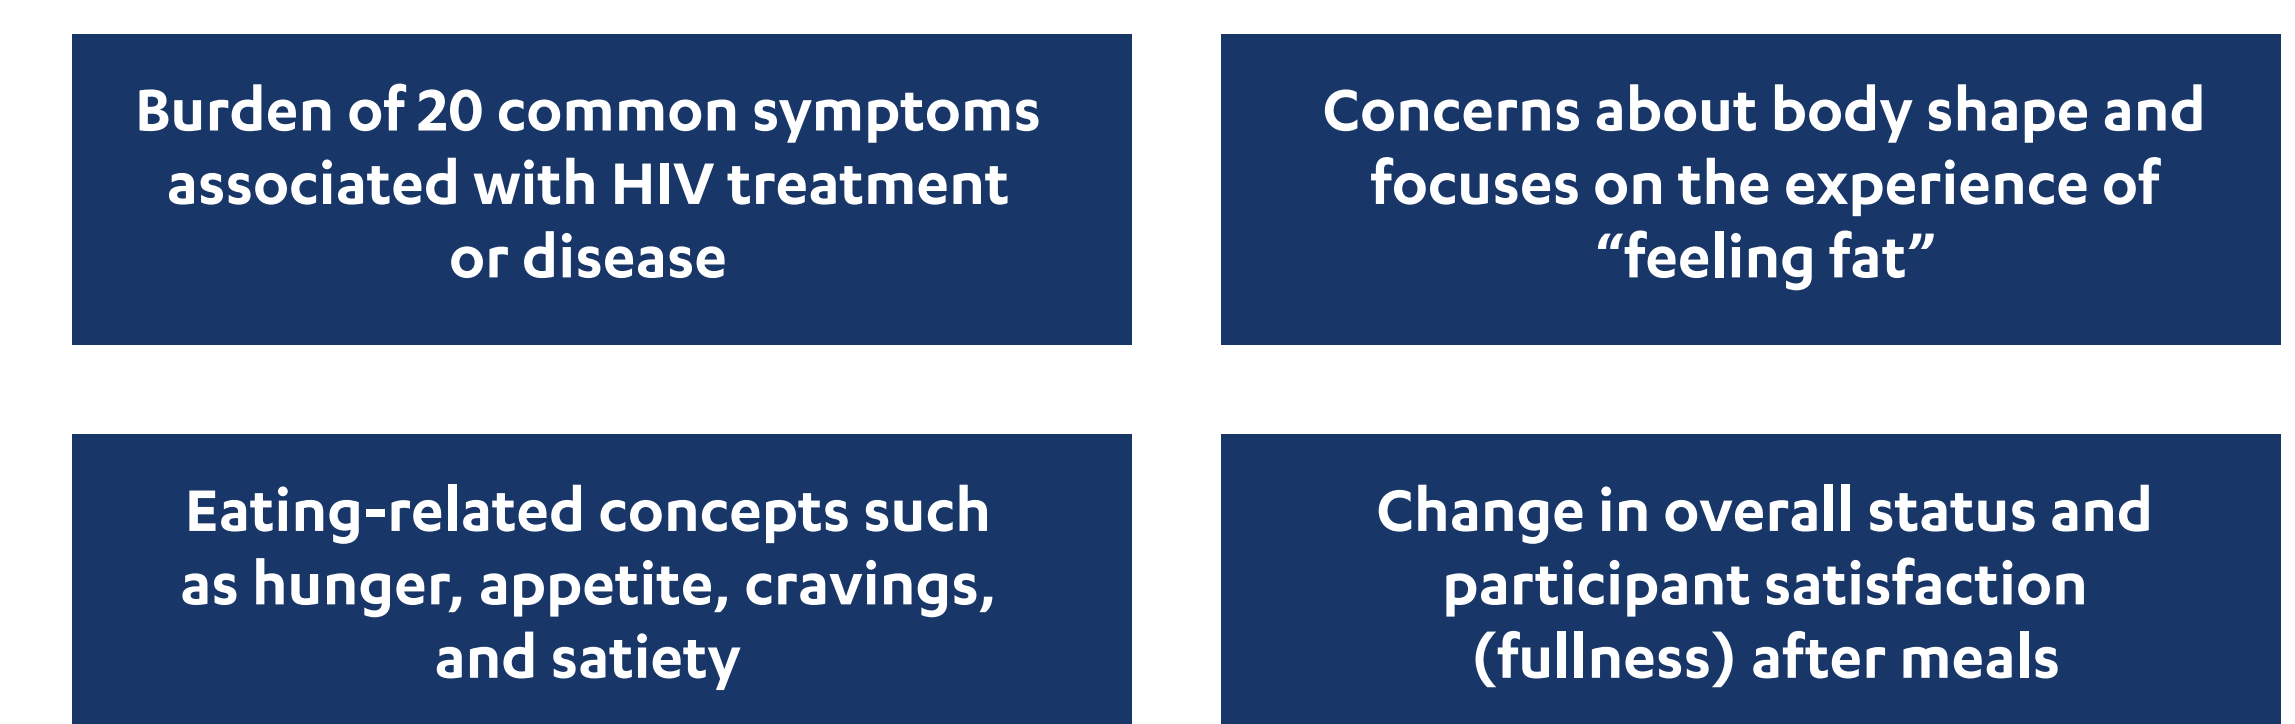 Burden of 20 common symptoms
associated with HIV treatment
or disease
Concerns about body shape and
focuses on the experience of
“feeling fat”
Eating-related concepts such
as hunger, appetite, cravings,
and satiety
Change in overall status and
participant satisfaction
(fullness) after meals